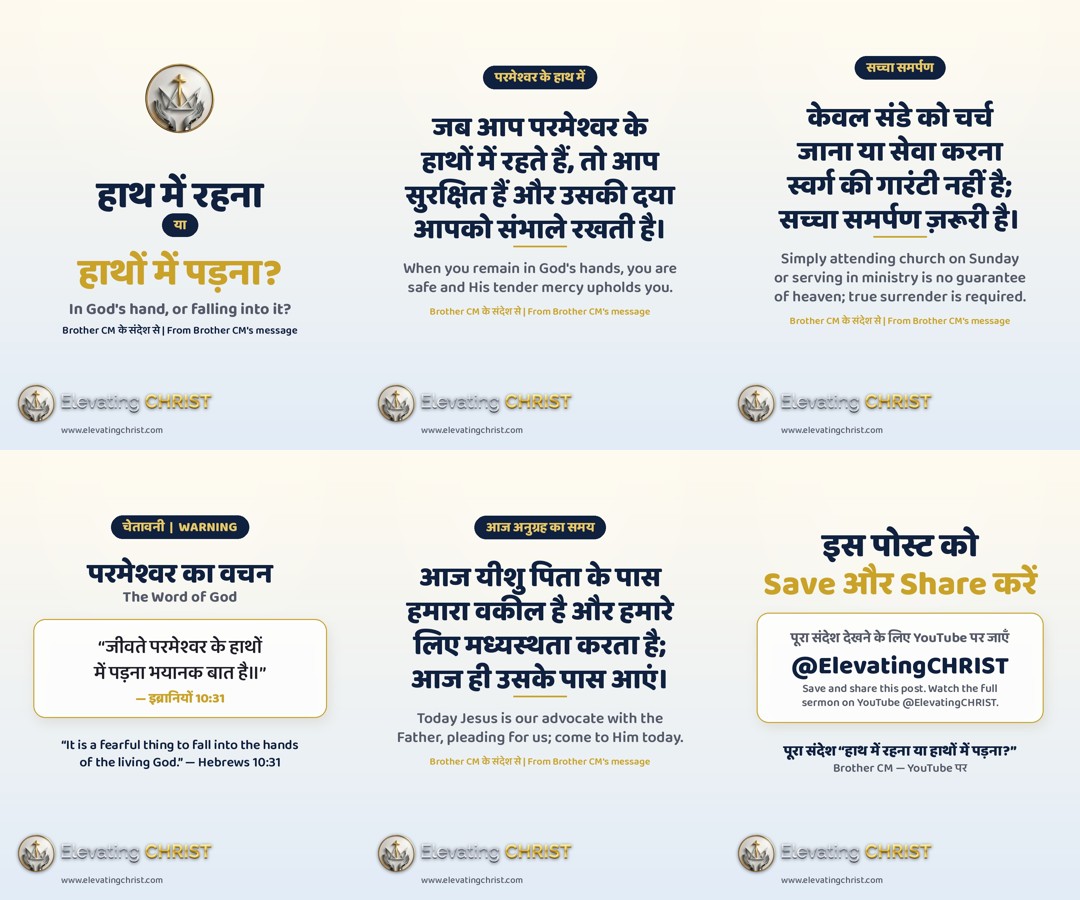 हाथ में रहना
या
हाथों में पड़ना?
In God's hand, or falling into it?
Brother CM के संदेश से | From Brother CM's message
Elevating CHRIST
www.elevatingchrist.com
परमेश्वर के हाथ में
जब आप परमेश्वर के
हाथों में रहते हैं, तो आप
सुरक्षित हैं और उसकी दया
आपको संभाले रखती है।
When you remain in God's hands, you are
safe and His tender mercy upholds you.
Brother CM के संदेश से | From Brother CM's message
Elevating CHRIST
www.elevatingchrist.com
सच्चा समर्पण
केवल संडे को चर्च
जाना या सेवा करना
स्वर्ग की गारंटी नहीं है;
सच्चा समर्पण ज़रूरी है।
Simply attending church on Sunday
or serving in ministry is no guarantee
of heaven; true surrender is required.
Brother CM के संदेश से | From Brother CM's message
Elevating CHRIST
www.elevatingchrist.com
चेतावनी | WARNING
परमेश्वर का वचन
The Word of God
“जीवते परमेश्वर के हाथों
में पड़ना भयानक बात है॥”
— इब्रानियों 10:31
“It is a fearful thing to fall into the hands
of the living God.” — Hebrews 10:31
Elevating CHRIST
www.elevatingchrist.com
आज अनुग्रह का समय
आज यीशु पिता के पास
हमारा वकील है और हमारे
लिए मध्यस्थता करता है;
आज ही उसके पास आएं।
Today Jesus is our advocate with the
Father, pleading for us; come to Him today.
Brother CM के संदेश से | From Brother CM's message
Elevating CHRIST
www.elevatingchrist.com
इस पोस्ट को
Save और Share करें
पूरा संदेश देखने के लिए YouTube पर जाएँ
@ElevatingCHRIST
Save and share this post. Watch the full
sermon on YouTube @ElevatingCHRIST.
पूरा संदेश “हाथ में रहना या हाथों में पड़ना?”
Brother CM — YouTube पर
Elevating CHRIST
www.elevatingchrist.com